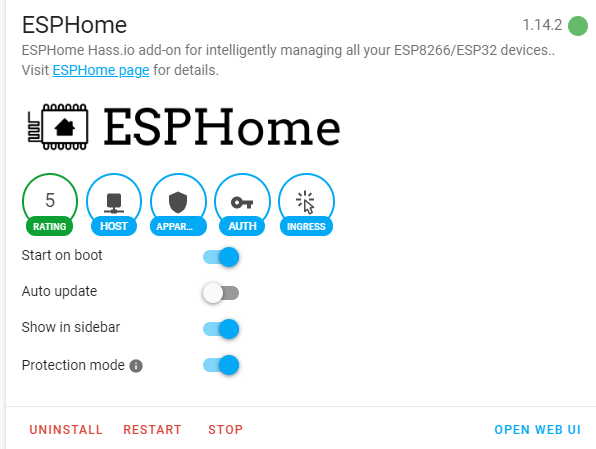 ESPHome
1.14.2
ESPHome Hass.io add-on for intelligently managing all your ESP8266/ESP32 devices..
Visit ESPHome page for details.
ESPHome
5
RATING
HOST
APPAR...
AUTH
INGRESS
Start on boot
Auto update
Show in sidebar
Protection mode
UNINSTALL RESTART STOP OPEN WEB UI